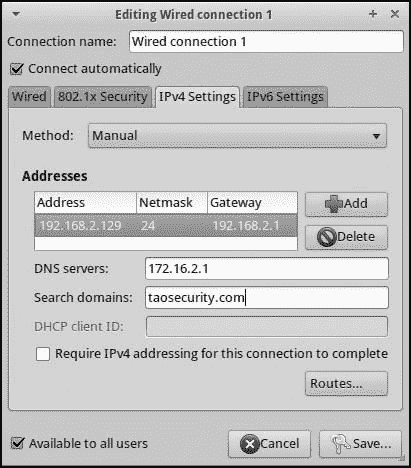 Editing Wired connection 1
Connection name: Wired connection 1
Connect automatically
Wired 802.1x Security IPv4 Settings IPv6 Settings
Method: Manual
Addresses
Address Netmask Gateway
192.168.2.129 24 192.168.2.1
Add
Delete
DNS servers: 172.16.2.1
Search domains: taosecurity.com
DHCP client ID:
Require IPv4 addressing for this connection to complete
Routes...
Available to all users Cancel Save...